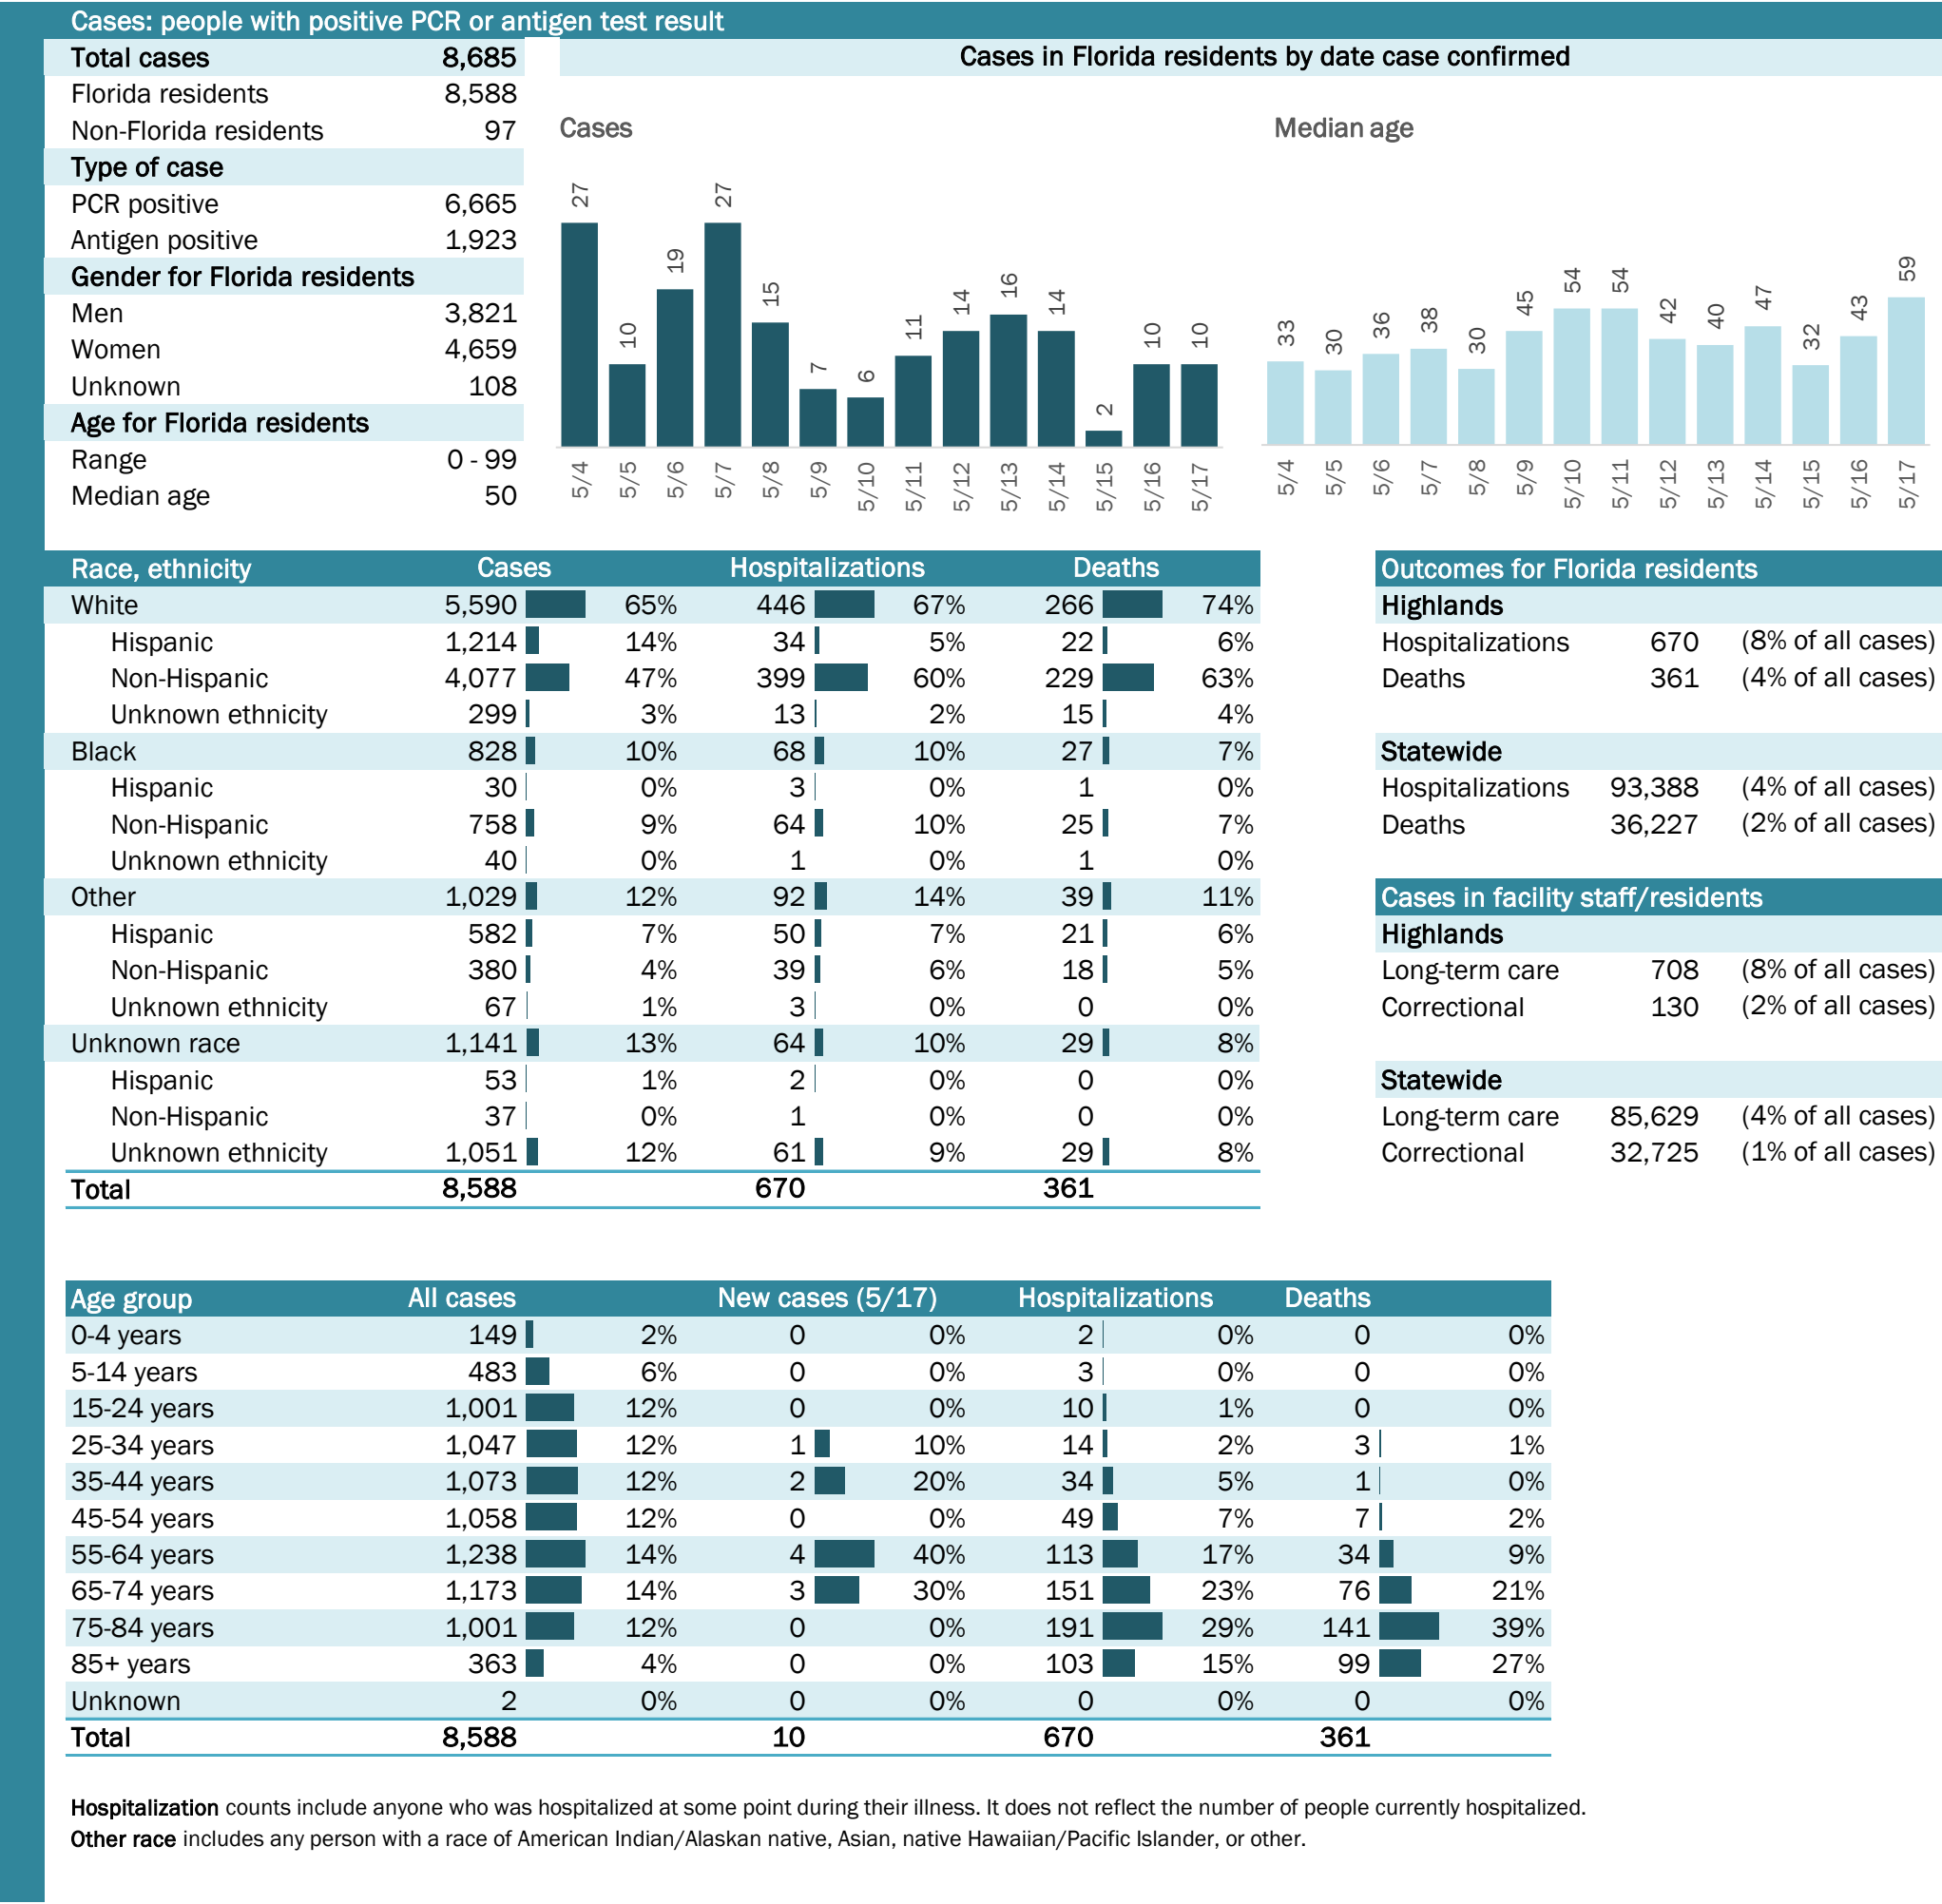 Cases: people with positive PCR or antigen test result
Total cases 8,685
Florida residents 8,588
Non-Florida residents 97
Type of case
PCR positive 6,665
Antigen positive 1,923
Gender for Florida residents
Men 3,821
Women 4,659
Unknown 108
Age for Florida residents
Range 0 - 99
Median age 50
Cases in Florida residents by date case confirmed
Cases
27 10 19 27 15 7 6 11 14 16 14 2 10 10
5/4 5/5 5/6 5/7 5/8 5/9 5/10 5/11 5/12 5/13 5/14 5/15 5/16 5/17
Median age
33 30 36 38 30 45 54 54 42 40 47 32 43 59
5/4 5/5 5/6 5/7 5/8 5/9 5/10 5/11 5/12 5/13 5/14 5/15 5/16 5/17
Race, ethnicity Cases Hospitalizations Deaths
White 5,590 65% 446 67% 266 74%
Hispanic 1,214 14% 34 5% 22 6%
Non-Hispanic 4,077 47% 399 60% 229 63%
Unknown ethnicity 299 3% 13 2% 15 4%
Black 828 10% 68 10% 27 7%
Hispanic 30 0% 3 0% 1 0%
Non-Hispanic 758 9% 64 10% 25 7%
Unknown ethnicity 40 0% 1 0% 1 0%
Other 1,029 12% 92 14% 39 11%
Hispanic 582 7% 50 7% 21 6%
Non-Hispanic 380 4% 39 6% 18 5%
Unknown ethnicity 67 1% 3 0% 0 0%
Unknown race 1,141 13% 64 10% 29 8%
Hispanic 53 1% 2 0% 0 0%
Non-Hispanic 37 0% 1 0% 0 0%
Unknown ethnicity 1,051 12% 61 9% 29 8%
Total 8,588 670 361
Outcomes for Florida residents
Highlands
Hospitalizations 670 (8% of all cases)
Deaths 361 (4% of all cases)
Statewide
Hospitalizations 93,388 (4% of all cases)
Deaths 36,227 (2% of all cases)
Cases in facility staff/residents
Highlands
Long-term care 708 (8% of all cases)
Correctional 130 (2% of all cases)
Statewide
Long-term care 85,629 (4% of all cases)
Correctional 32,725 (1% of all cases)
Age group All cases New cases (5/17) Hospitalizations Deaths
0-4 years 149 2% 0 0% 2 0% 0 0%
5-14 years 483 6% 0 0% 3 0% 0 0%
15-24 years 1,001 12% 0 0% 10 1% 0 0%
25-34 years 1,047 12% 1 10% 14 2% 3 1%
35-44 years 1,073 12% 2 20% 34 5% 1 0%
45-54 years 1,058 12% 0 0% 49 7% 7 2%
55-64 years 1,238 14% 4 40% 113 17% 34 9%
65-74 years 1,173 14% 3 30% 151 23% 76 21%
75-84 years 1,001 12% 0 0% 191 29% 141 39%
85+ years 363 4% 0 0% 103 15% 99 27%
Unknown 2 0% 0 0% 0 0% 0 0%
Total 8,588 10 670 361
Hospitalization counts include anyone who was hospitalized at some point during their illness. It does not reflect the number of people currently hospitalized.
Other race includes any person with a race of American Indian/Alaskan native, Asian, native Hawaiian/Pacific Islander, or other.